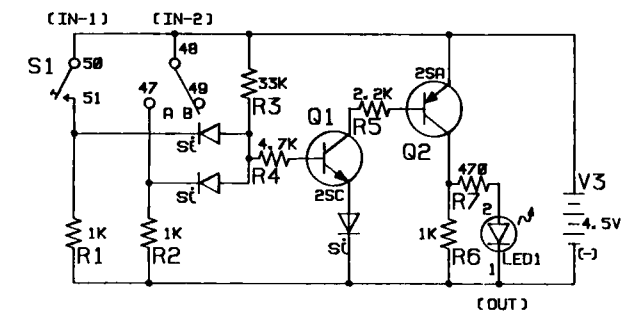 (IN-1) (IN-2)
48
S1 50
47 49
51
A B
33K
R3
2SA
2.2K
R5
Q1
Si
4.7K
R4
Q2
Si
2SC
470
R7
V3
2
4.5V
1K
R1
1K
R2
Si
1K
R6
LED1
1
(-)
(OUT)